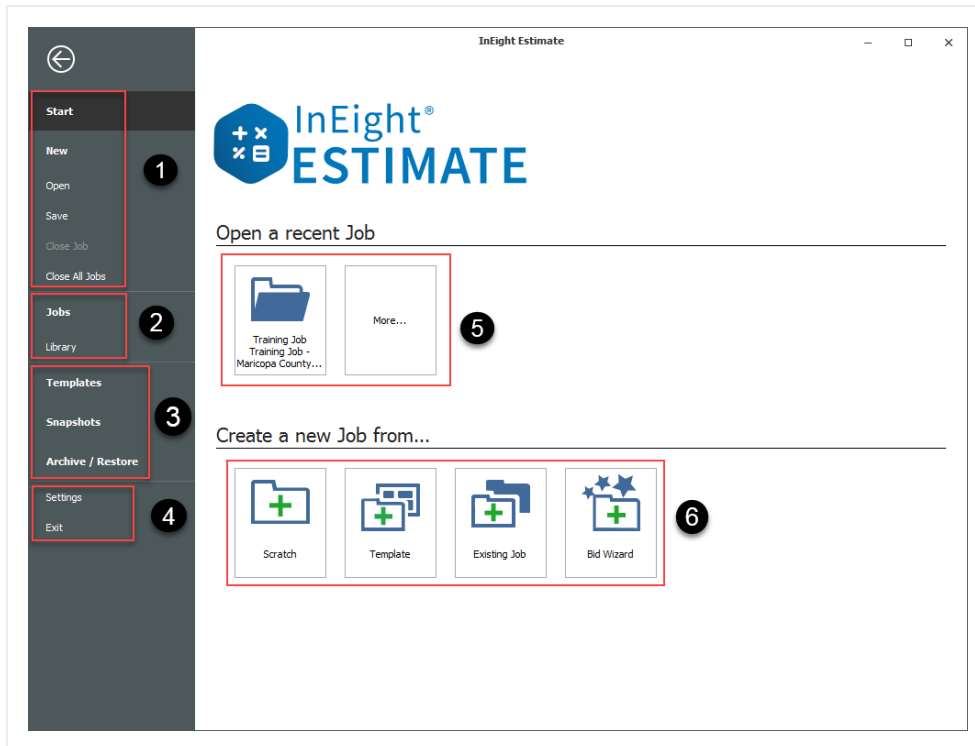 InEight Estimate
Start
New
Open
Save
Close Job
Close All Jobs
1
Jobs
Library
2
Templates
Snapshots
Archive / Restore
3
Settings
Exit
4
InEight®
ESTIMATE
Open a recent Job
Training Job
Training Job -
Maricopa County...
More...
5
Create a new Job from...
Scratch
Template
Existing Job
Bid Wizard
6